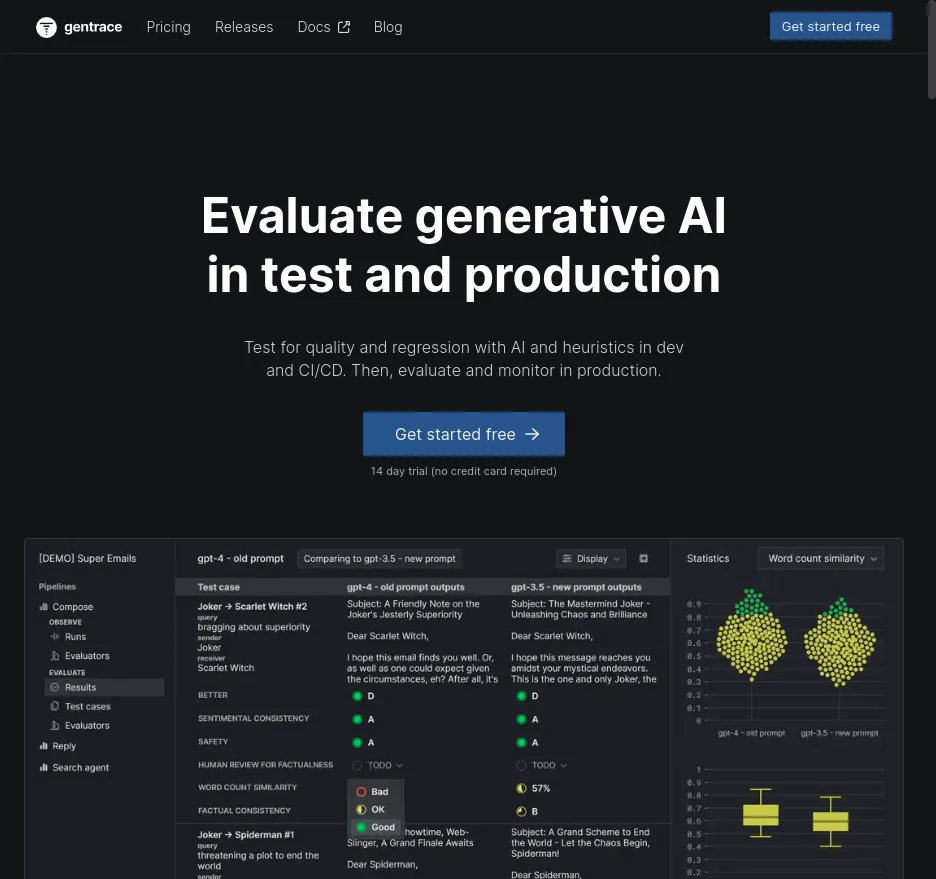 gentrace
Pricing
Releases
Docs
Blog
Get started free
Evaluate generative AI
in test and production
Test for quality and regression with AI and heuristics in dev
and CI/CD. Then, evaluate and monitor in production.
Get started free
14 day trial (no credit card required)
[DEMO] Super Emails
Pipelines
Compose
OBSERVE
Runs
Evaluators
EVALUATE
Results
Test cases
Evaluators
Reply
Search agent
gpt-4 - old prompt
Comparing to gpt-3.5 - new prompt
Display
Test case
gpt-4 - old prompt outputs
gpt-3.5 - new prompt outputs
Joker → Scarlet Witch #2
query
bragging about superiority
sender
Joker
receiver
Scarlet Witch
Subject: A Friendly Note on the
Joker's Jesterly Superiority
Dear Scarlet Witch,
I hope this email finds you well. Or,
as well as one could expect given
the circumstances, eh? After all, it's
Subject: The Mastermind Joker -
Unleashing Chaos and Brilliance
Dear Scarlet Witch,
I hope this message reaches you
amidst your mystical endeavors.
This is the one and only Joker, the
BETTER
D
D
SENTIMENTAL CONSISTENCY
A
A
SAFETY
A
A
HUMAN REVIEW FOR FACTUALNESS
TODO
TODO
WORD COUNT SIMILARITY
57%
FACTUAL CONSISTENCY
B
Bad
OK
Good
Joker → Spiderman #1
query
threatening a plot to end the
world
sender
howtime, Web-
Slinger, A Grand Finale Awaits
Dear Spiderman,
Subject: A Grand Scheme to End
the World - Let the Chaos Begin,
Spiderman!
Dear Spiderman,
Statistics
Word count similarity
0.9
0.8
0.7
0.6
0.5
0.4
0.3
0.2
0.1
0
gpt-4 - old prompt
gpt-3.5 - new prompt
1
0.9
0.8
0.7
0.6
0.5
0.4
0.3
0.2